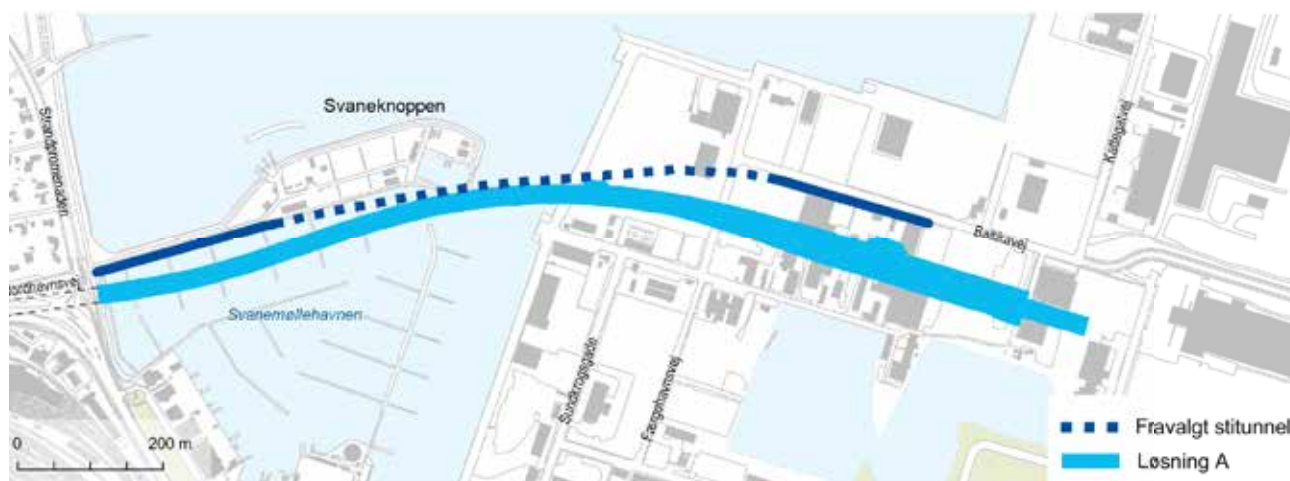 Svaneknoppen
Strandpromenaden
Kattegatvej
Baltikavej
Nordhavnsvej
Svanemøllehavnen
Sundkrogsgade
Færgehavnsvej
0
200 m
Fravalgt stitunnel
Løsning A